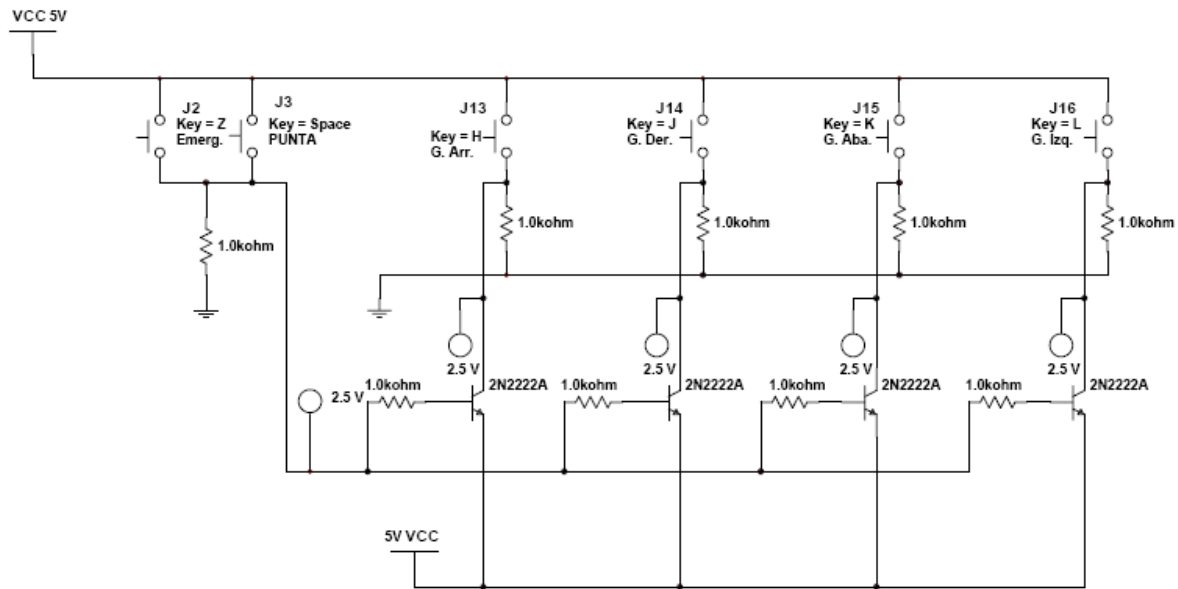 VCC 5V
J2
Key = Z
Emerg.
J3
Key = Space
PUNTA
J13
Key = H
G. Arr.
J14
Key = J
G. Der.
J15
Key = K
G. Aba.
J16
Key = L
G. Izq.
1.0kohm
1.0kohm
1.0kohm
1.0kohm
1.0kohm
2.5 V
2.5 V
2.5 V
2.5 V
2.5 V
1.0kohm
2N2222A
1.0kohm
2N2222A
1.0kohm
2N2222A
1.0kohm
2N2222A
5V VCC